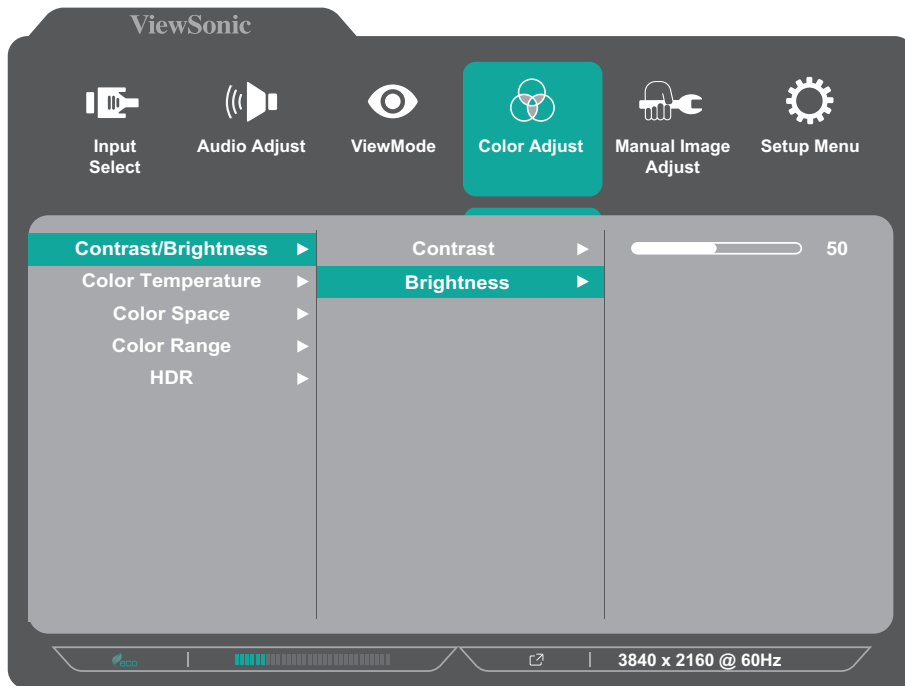 ViewSonic
Input
Select
Audio Adjust
ViewMode
Color Adjust
Manual Image
Adjust
Setup Menu
Contrast/Brightness
Color Temperature
Color Space
Color Range
HDR
Contrast
Brightness
50
eco
3840 x 2160 @ 60Hz